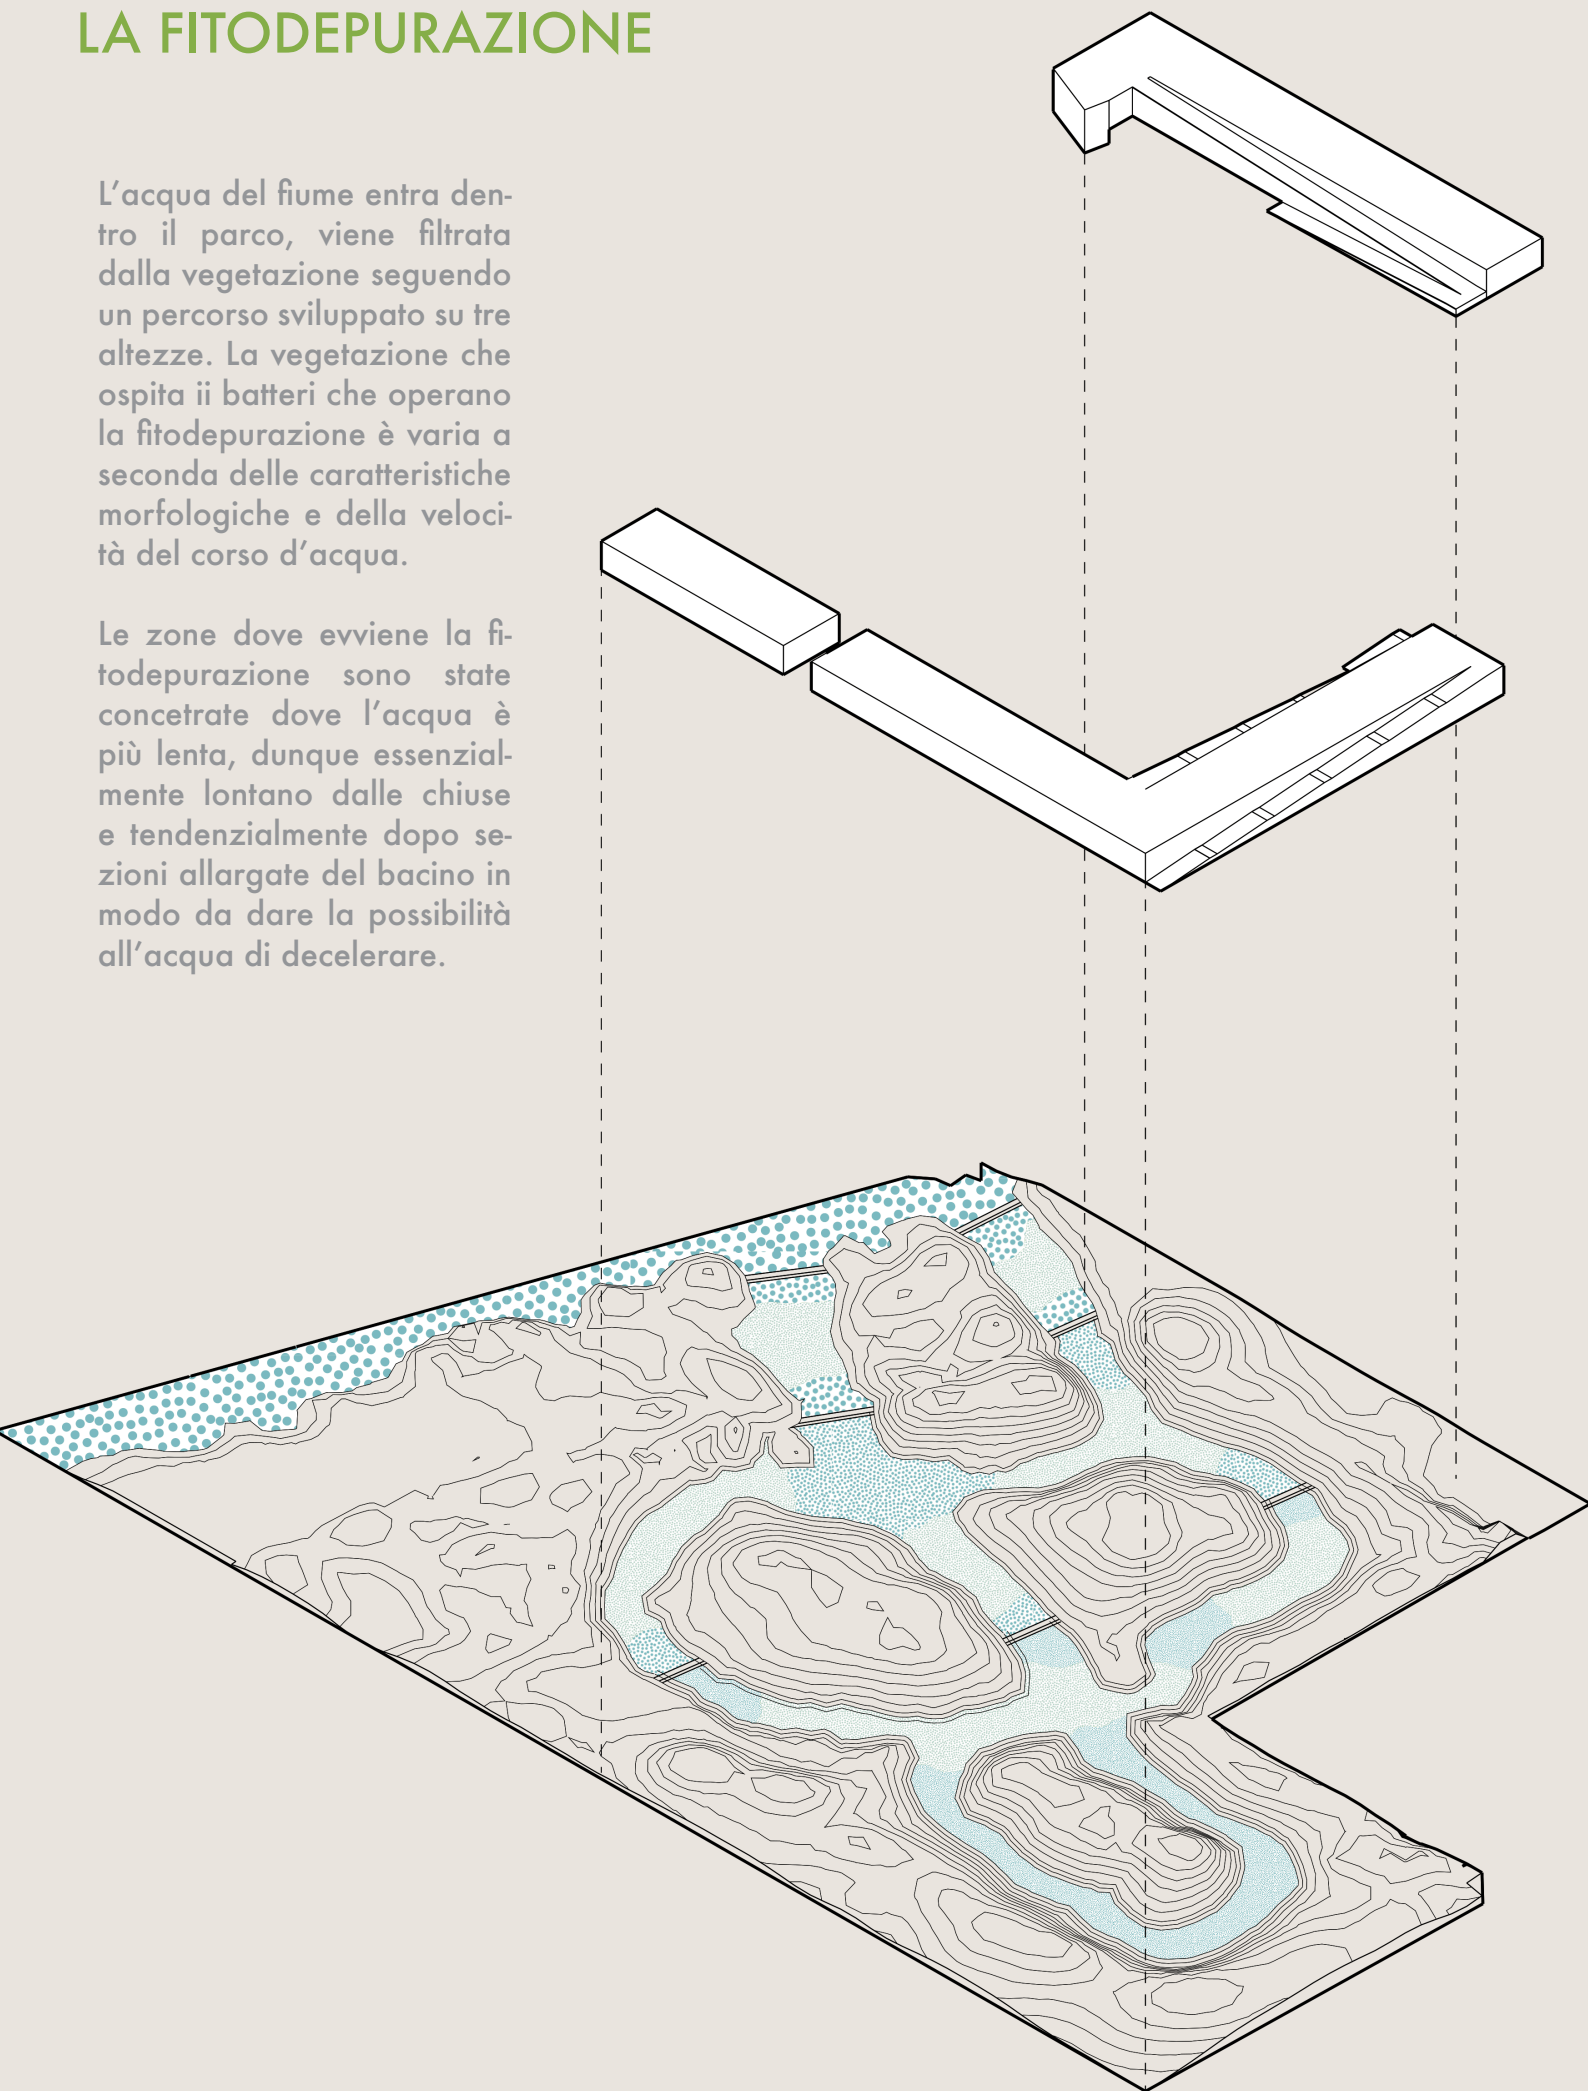 LA FITODEPURAZIONE
L'acqua del fiume entra den-
tro il parco, viene filtrata
dalla vegetazione seguendo
un percorso sviluppato su tre
altezze. La vegetazione che
ospita ii batteri che operano
la fitodepurazione è varia a
seconda delle caratteristiche
morfologiche e della veloci-
tà del corso d'acqua.
Le zone dove evviene la fi-
todepurazione sono state
concetrate dove l'acqua è
più lenta, dunque essenzial-
mente lontano dalle chiuse
e tendenzialmente dopo se-
zioni allargate del bacino in
modo da dare la possibilità
all'acqua di decelerare.